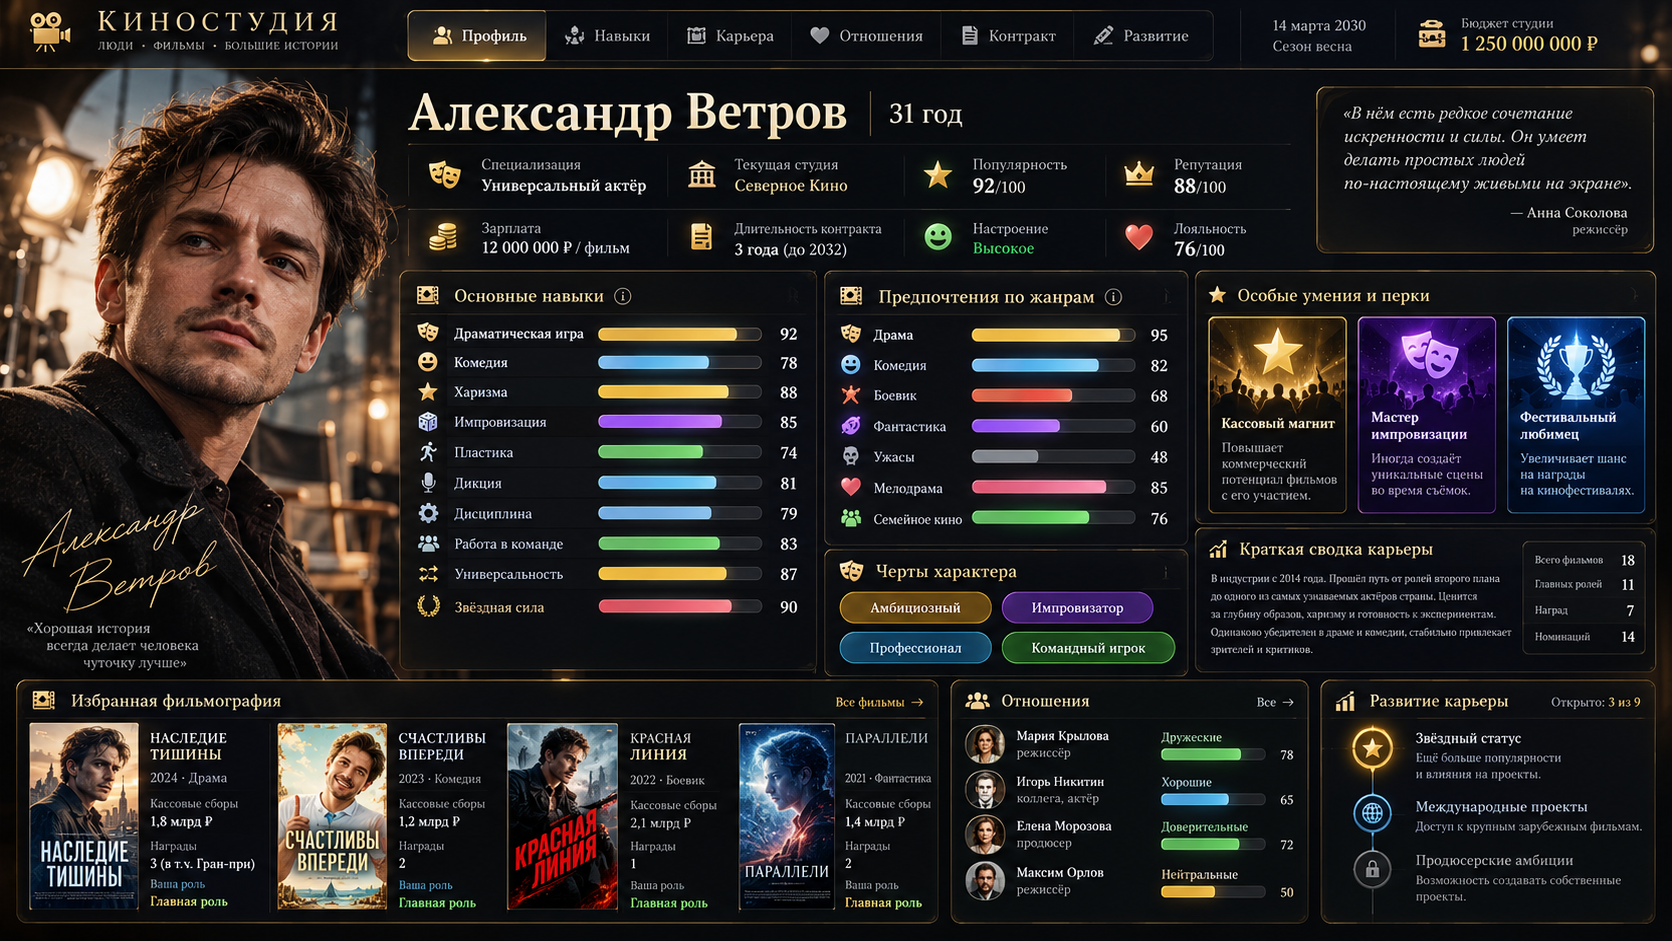 КИНОСТУДИЯ
ЛЮДИ • ФИЛЬМЫ • БОЛЬШИЕ ИСТОРИИ
Профиль
Навыки
Карьера
Отношения
Контракт
Развитие
14 марта 2030
Сезон весна
Бюджет студии
1 250 000 000 ₽
Александр Ветров
31 год
Специализация
Универсальный актёр
Текущая студия
Северное Кино
Популярность
92/100
Репутация
88/100
Зарплата
12 000 000 ₽ / фильм
Длительность контракта
3 года (до 2032)
Настроение
Высокое
Лояльность
76/100
«В нём есть редкое сочетание
искренности и силы. Он умеет
делать простых людей
по-настоящему живыми на экране».
— Анна Соколова
режиссёр
Александр
Ветров
«Хорошая история
всегда делает человека
чуточку лучше»
Основные навыки
Драматическая игра 92
Комедия 78
Харизма 88
Импровизация 85
Пластика 74
Дикция 81
Дисциплина 79
Работа в команде 83
Универсальность 87
Звёздная сила 90
Предпочтения по жанрам
Драма 95
Комедия 82
Боевик 68
Фантастика 60
Ужасы 48
Мелодрама 85
Семейное кино 76
Черты характера
Амбициозный
Импровизатор
Профессионал
Командный игрок
Особые умения и перки
Кассовый магнит
Повышает
коммерческий
потенциал фильмов
с его участием.
Мастер
импровизации
Иногда создаёт
уникальные сцены
во время съёмок.
Фестивальный
любимец
Увеличивает шанс
на награды
на кинофестивалях.
Краткая сводка карьеры
В индустрии с 2014 года. Прошёл путь от ролей второго плана
до одного из самых узнаваемых актёров страны. Ценится
за глубину образов, харизму и готовность к экспериентам.
Одинаково убедителен в драме и комедии, стабильно привлекает
зрителей и критиков.
Всего фильмов 18
Главных ролей 11
Наград 7
Номинаций 14
Избранная фильмография
Все фильмы →
НАСЛЕДИЕ
ТИШИНЫ
НАСЛЕДИЕ
ТИШИНЫ
2024 · Драма
Кассовые сборы
1,8 млрд ₽
Награды
3 (в т.ч. Гран-при)
Ваша роль
Главная роль
СЧАСТЛИВЫ
ВПЕРЕДИ
СЧАСТЛИВЫ
ВПЕРЕДИ
2023 · Комедия
Кассовые сборы
1,2 млрд ₽
Награды
2
Ваша роль
Главная роль
КРАСНАЯ
ЛИНИЯ
КРАСНАЯ
ЛИНИЯ
2022 · Боевик
Кассовые сборы
2,1 млрд ₽
Награды
1
Ваша роль
Главная роль
ПАРАЛЛЕЛИ
ПАРАЛЛЕЛИ
2021 · Фантастика
Кассовые сборы
1,4 млрд ₽
Награды
2
Ваша роль
Главная роль
Отношения
Все →
Мария Крылова
режиссёр
Дружеские
78
Игорь Никитин
коллега, актёр
Хорошие
65
Елена Морозова
продюсер
Доверительные
72
Максим Орлов
режиссёр
Нейтральные
50
Развитие карьеры
Открыто: 3 из 9
Звёздный статус
Ещё больше популярности
и влияния на проекты.
Международные проекты
Доступ к крупным зарубежным фильмам.
Продюсерские амбиции
Возможность создавать собственные
проекты.